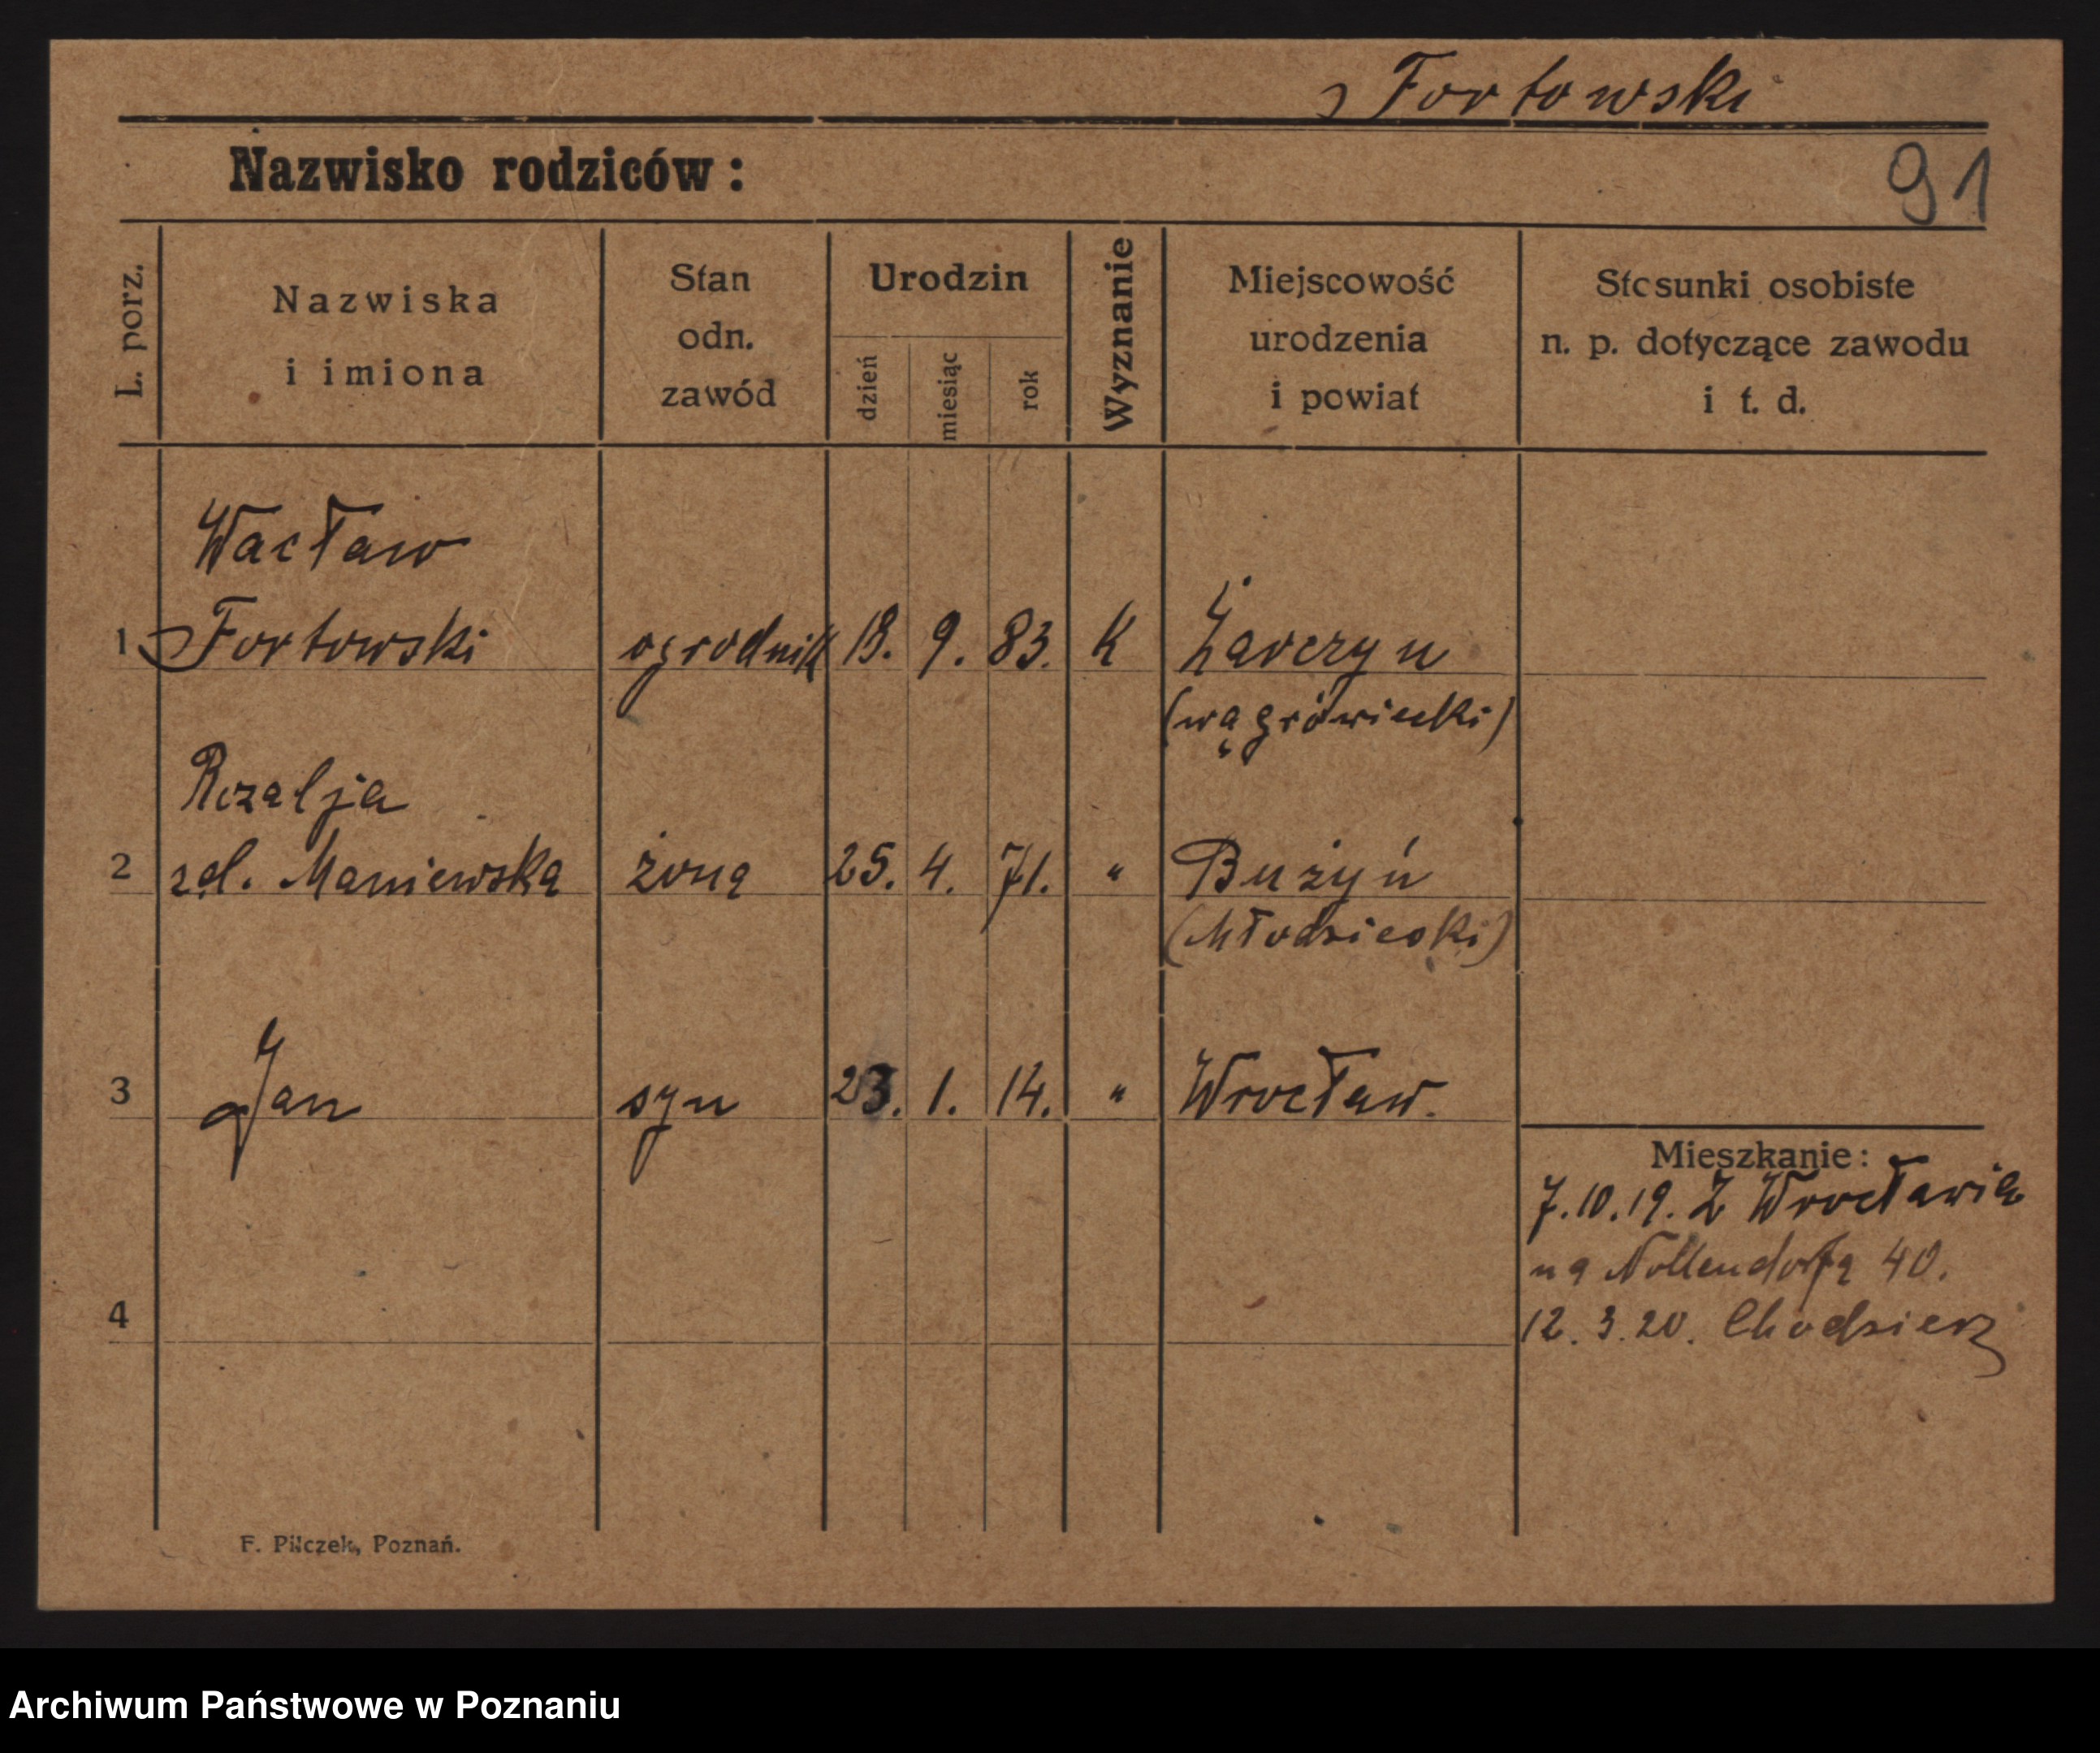 Fortowski
Nazwisko rodziców:
91
L. porz.
Nazwiska
i imiona
Stan
odn.
zawód
Urodzin
dzień
miesiąc
rok
Wyznanie
Miejscowość
urodzenia
i powiat
Stosunki osobiste
n. p. dotyczące zawodu
i t. d.
Wacław
1 Fortowski ogrodnik 18. 9. 83. K Żarczyn
(wągrówiecki)
Rozalja
2 Maniewska żona 25. 4. 71. " Bużyń
3 Jan syn 23. 1. 14. " Wrocław.
Mieszkanie:
7.10.19. Z Wrocławia
na Nollendorfa 40.
12. 3. 20. Chodzież
4
F. Pilczek, Poznań.
Archiwum Państwowe w Poznaniu